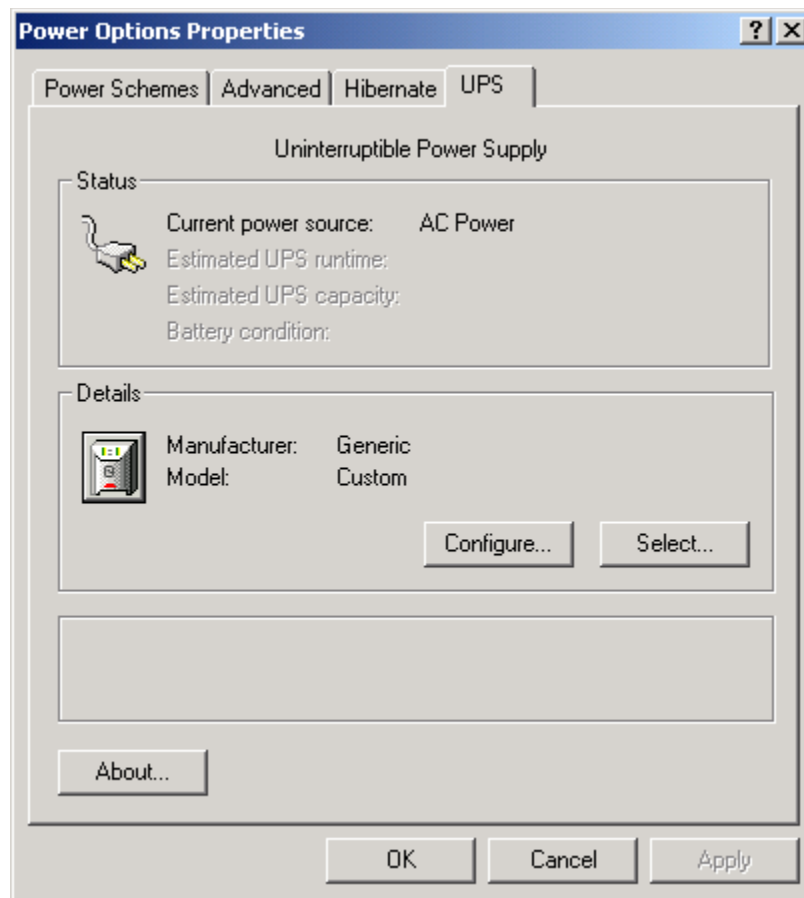 Power Options Properties
Power Schemes Advanced Hibernate UPS
Uninterruptible Power Supply
Status
Current power source: AC Power
Estimated UPS runtime:
Estimated UPS capacity:
Battery condition:
Details
Manufacturer: Generic
Model: Custom
Configure... Select...
About...
OK Cancel Apply